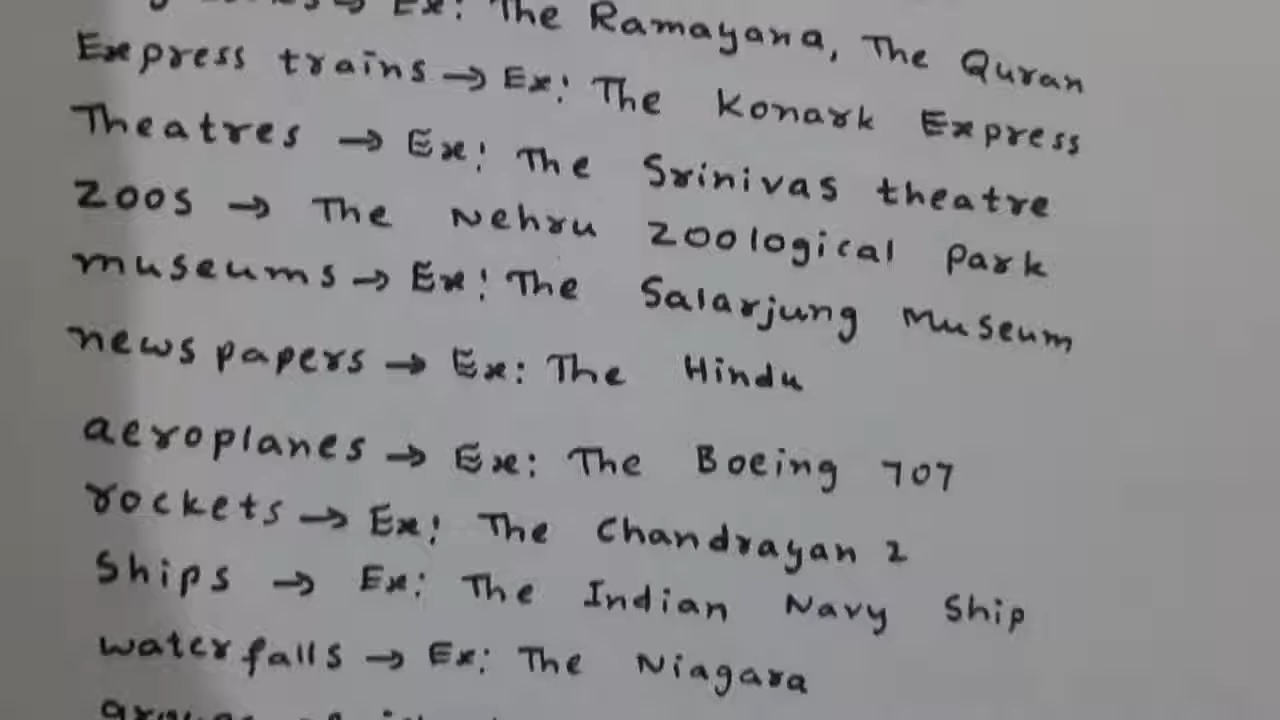 Ex: The Ramayana, The Quran
Express trains → Ex: The Konark Express
Theatres → Ex: The Srinivas theatre
Zoos → The Nehru Zoological Park
museums → Ex: The Salarjung Museum
news papers → Ex: The Hindu
aeroplanes → Ex: The Boeing 707
rockets → Ex: The Chandrayan 2
Ships → Ex: The Indian Navy Ship
waterfalls → Ex: The Niagara